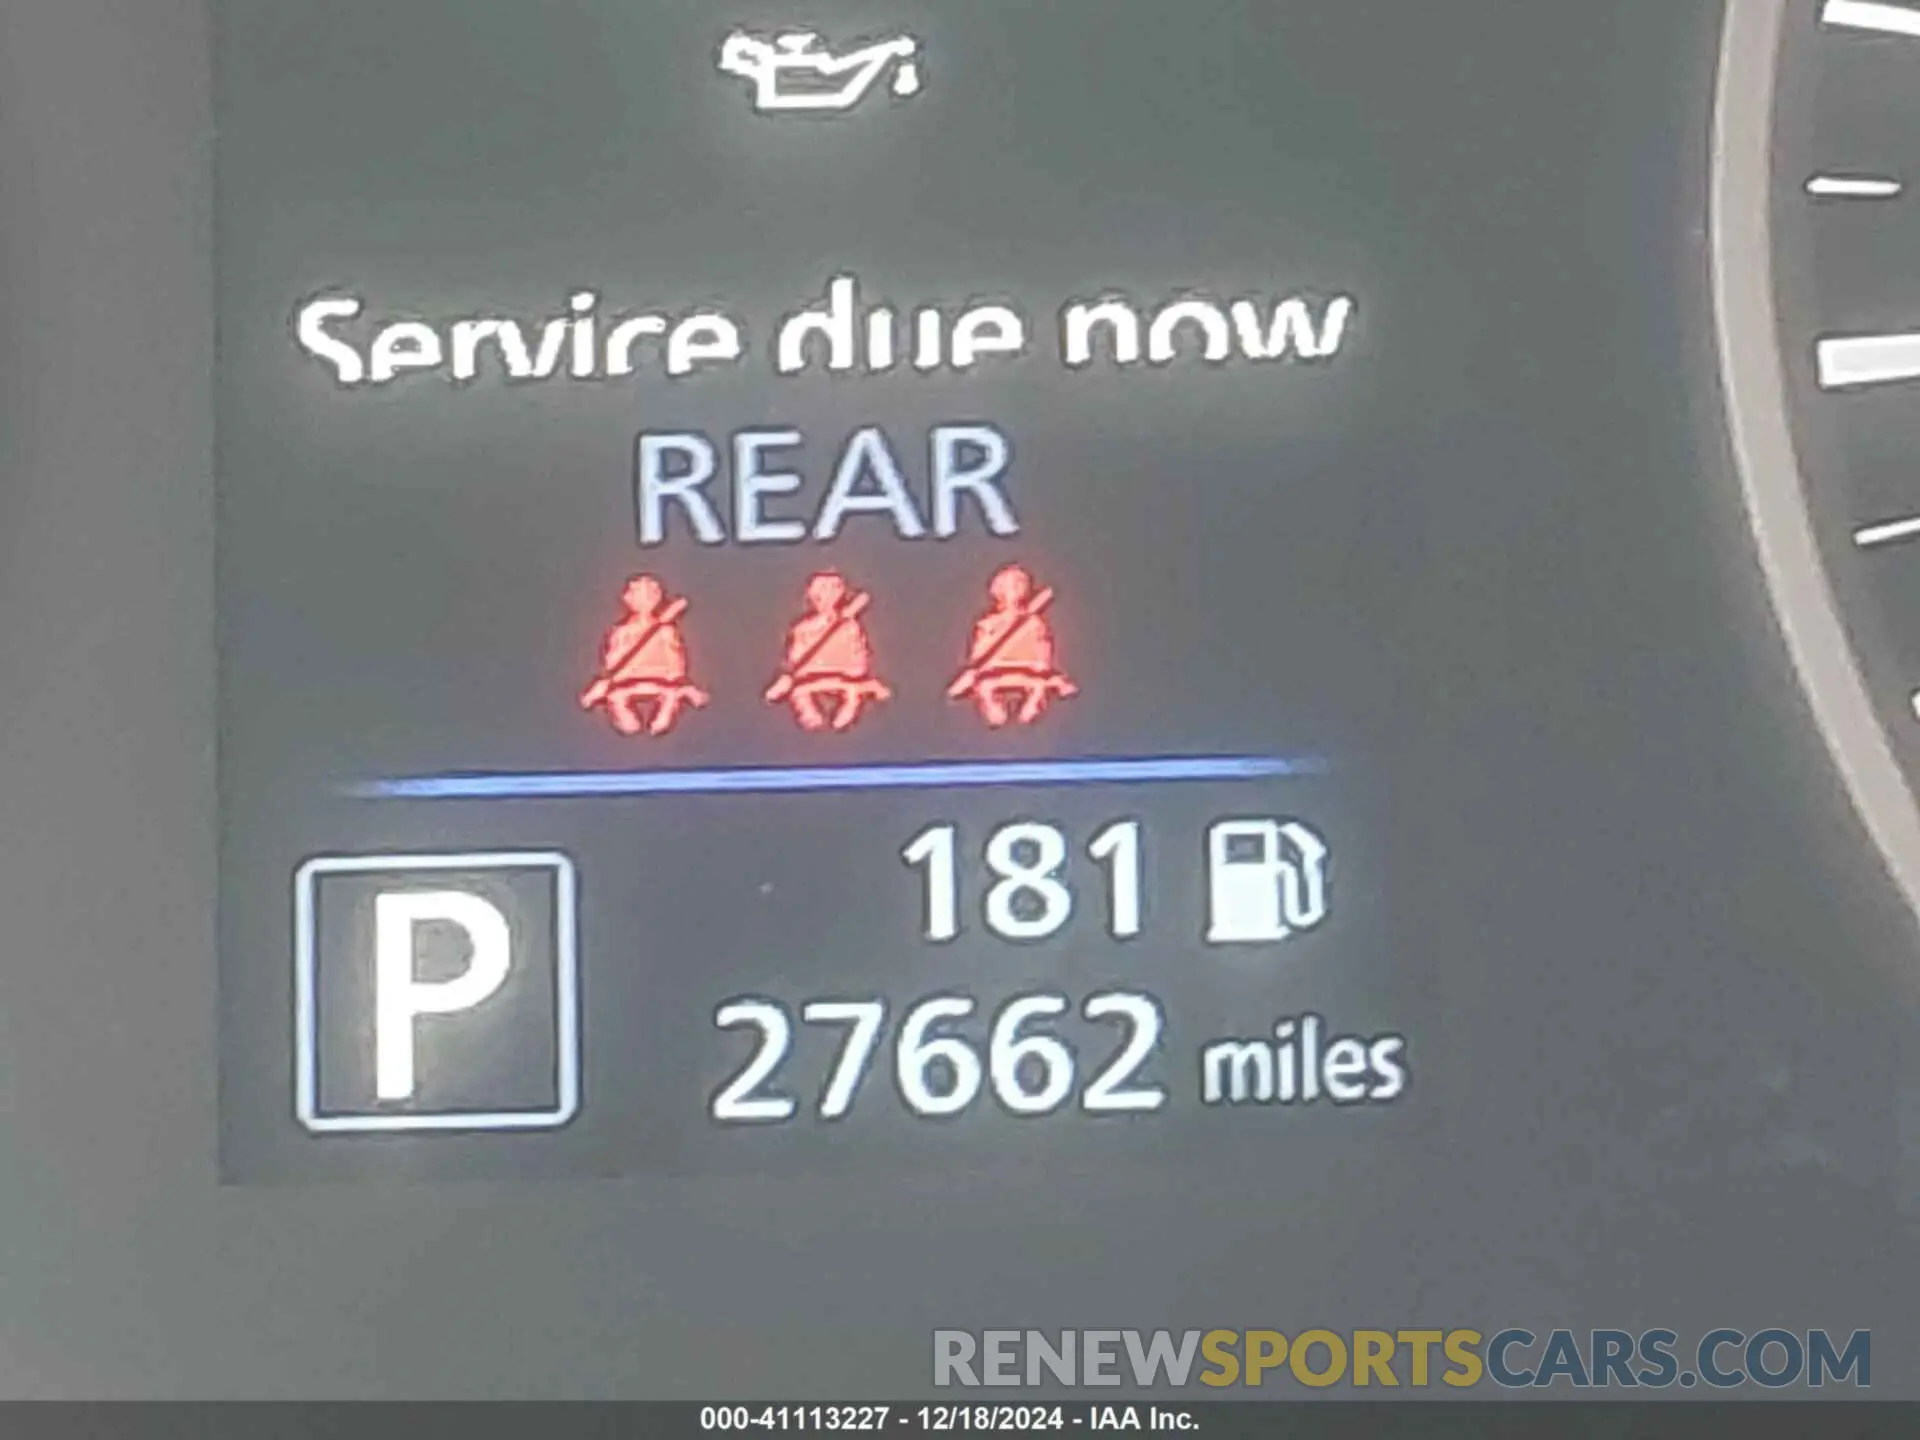 Service due now
REAR
181
P
27662 miles
RENEWSPORTSCARS.COM
000-41113227 - 12/18/2024 - IAA Inc.